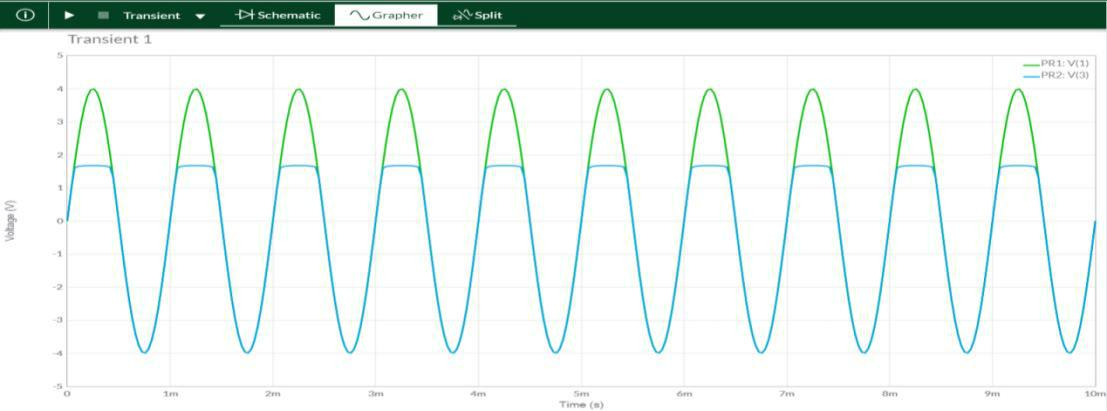 Transient Schematic Grapher Split
Transient 1
PR1: V(1)
PR2: V(3)
Voltage (V)
5
4
3
2
1
0
-1
-2
-3
-4
-5
0 1m 2m 3m 4m 5m 6m 7m 8m 9m 10m
Time (s)